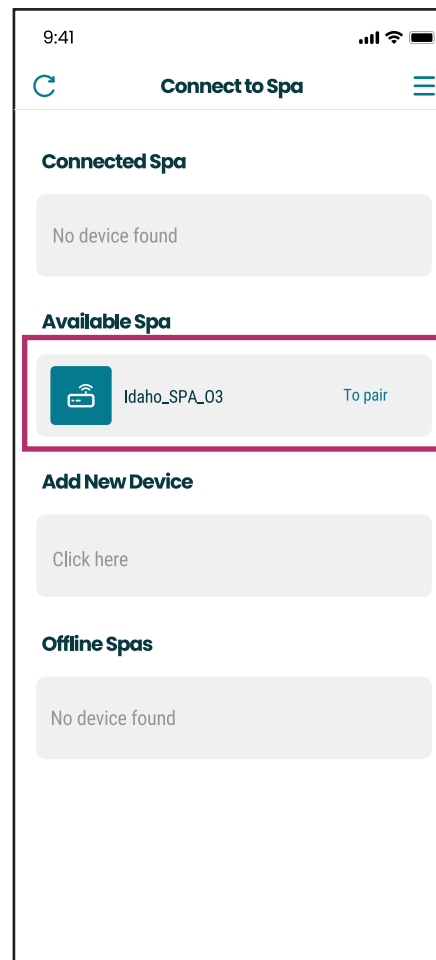 9:41
Connect to Spa
Connected Spa
No device found
Available Spa
Idaho_SPA_03 To pair
Add New Device
Click here
Offline Spas
No device found